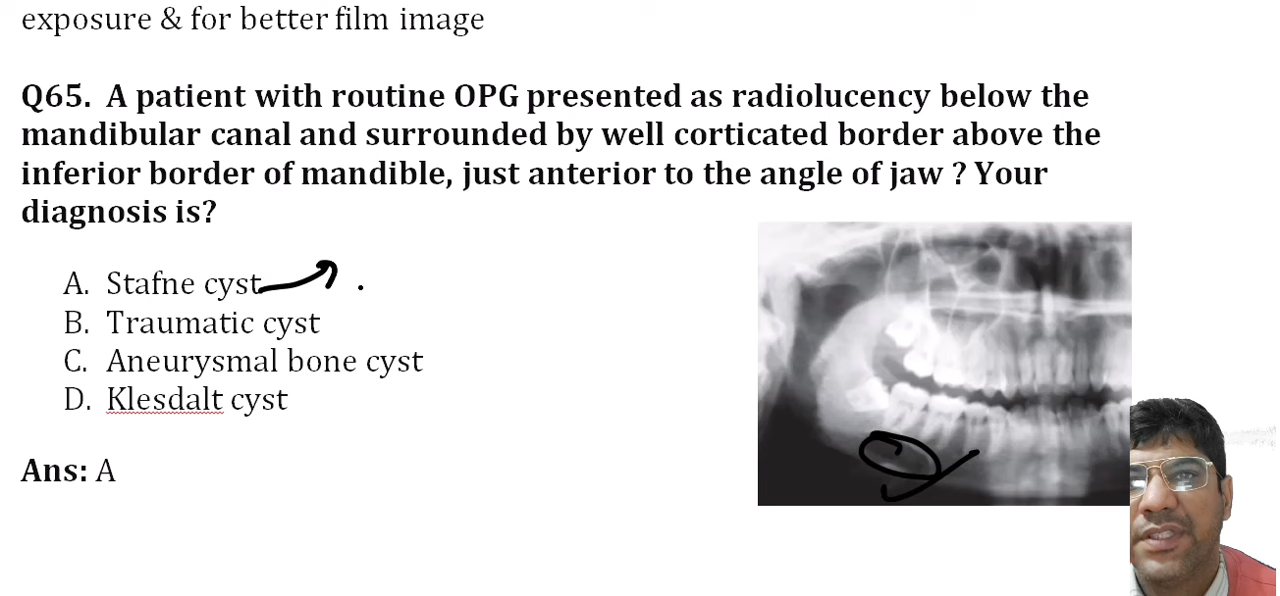 exposure & for better film image
Q65. A patient with routine OPG presented as radiolucency below the
mandibular canal and surrounded by well corticated border above the
inferior border of mandible, just anterior to the angle of jaw ? Your
diagnosis is?
A. Stafne cyst
B. Traumatic cyst
C. Aneurysmal bone cyst
D. Klesdalt cyst
Ans: A